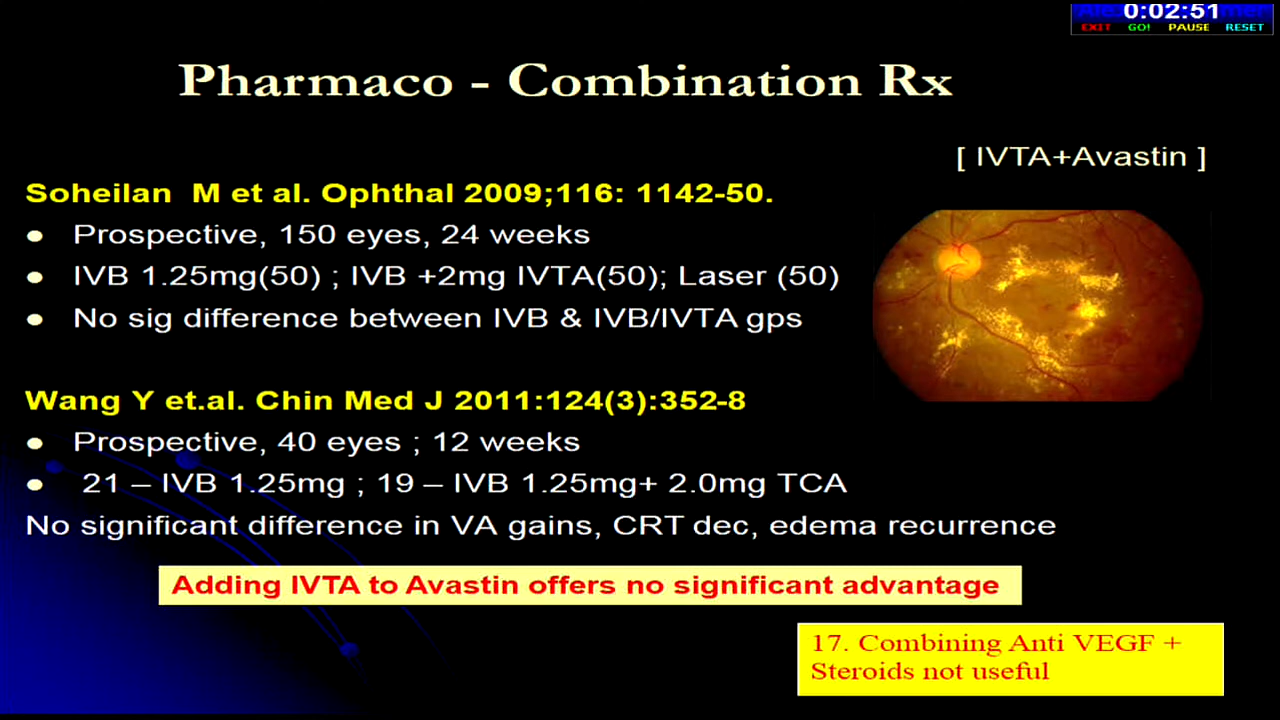 0:02:51
EXIT GO! PAUSE RESET
Pharmaco - Combination Rx
[ IVTA+Avastin ]
Soheilan M et al. Ophthal 2009;116: 1142-50.
● Prospective, 150 eyes, 24 weeks
● IVB 1.25mg(50) ; IVB +2mg IVTA(50); Laser (50)
● No sig difference between IVB & IVB/IVTA gps
Wang Y et.al. Chin Med J 2011:124(3):352-8
● Prospective, 40 eyes ; 12 weeks
● 21 – IVB 1.25mg ; 19 – IVB 1.25mg+ 2.0mg TCA
No significant difference in VA gains, CRT dec, edema recurrence
Adding IVTA to Avastin offers no significant advantage
17. Combining Anti VEGF +
Steroids not useful